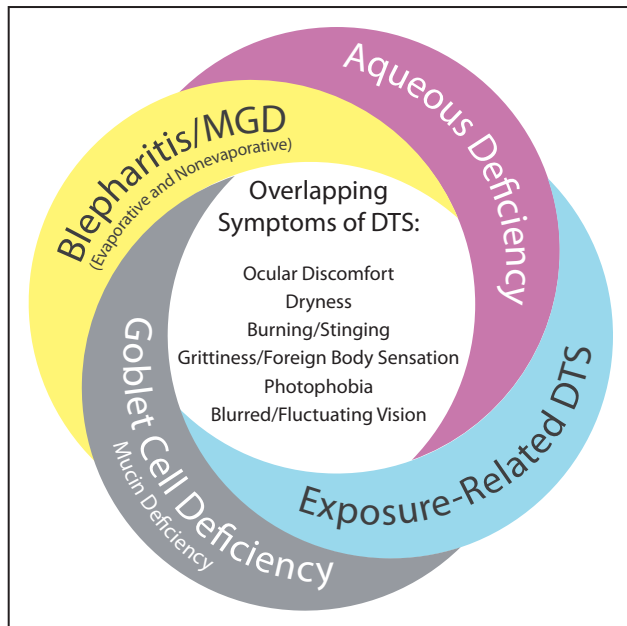 Aqueous Deficiency
Blepharitis/MGD
(Evaporative and Nonevaporative)
Overlapping
Symptoms of DTS:
Ocular Discomfort
Dryness
Burning/Stinging
Grittiness/Foreign Body Sensation
Photophobia
Blurred/Fluctuating Vision
Goblet Cell Deficiency
Mucin Deficiency
Exposure-Related DTS